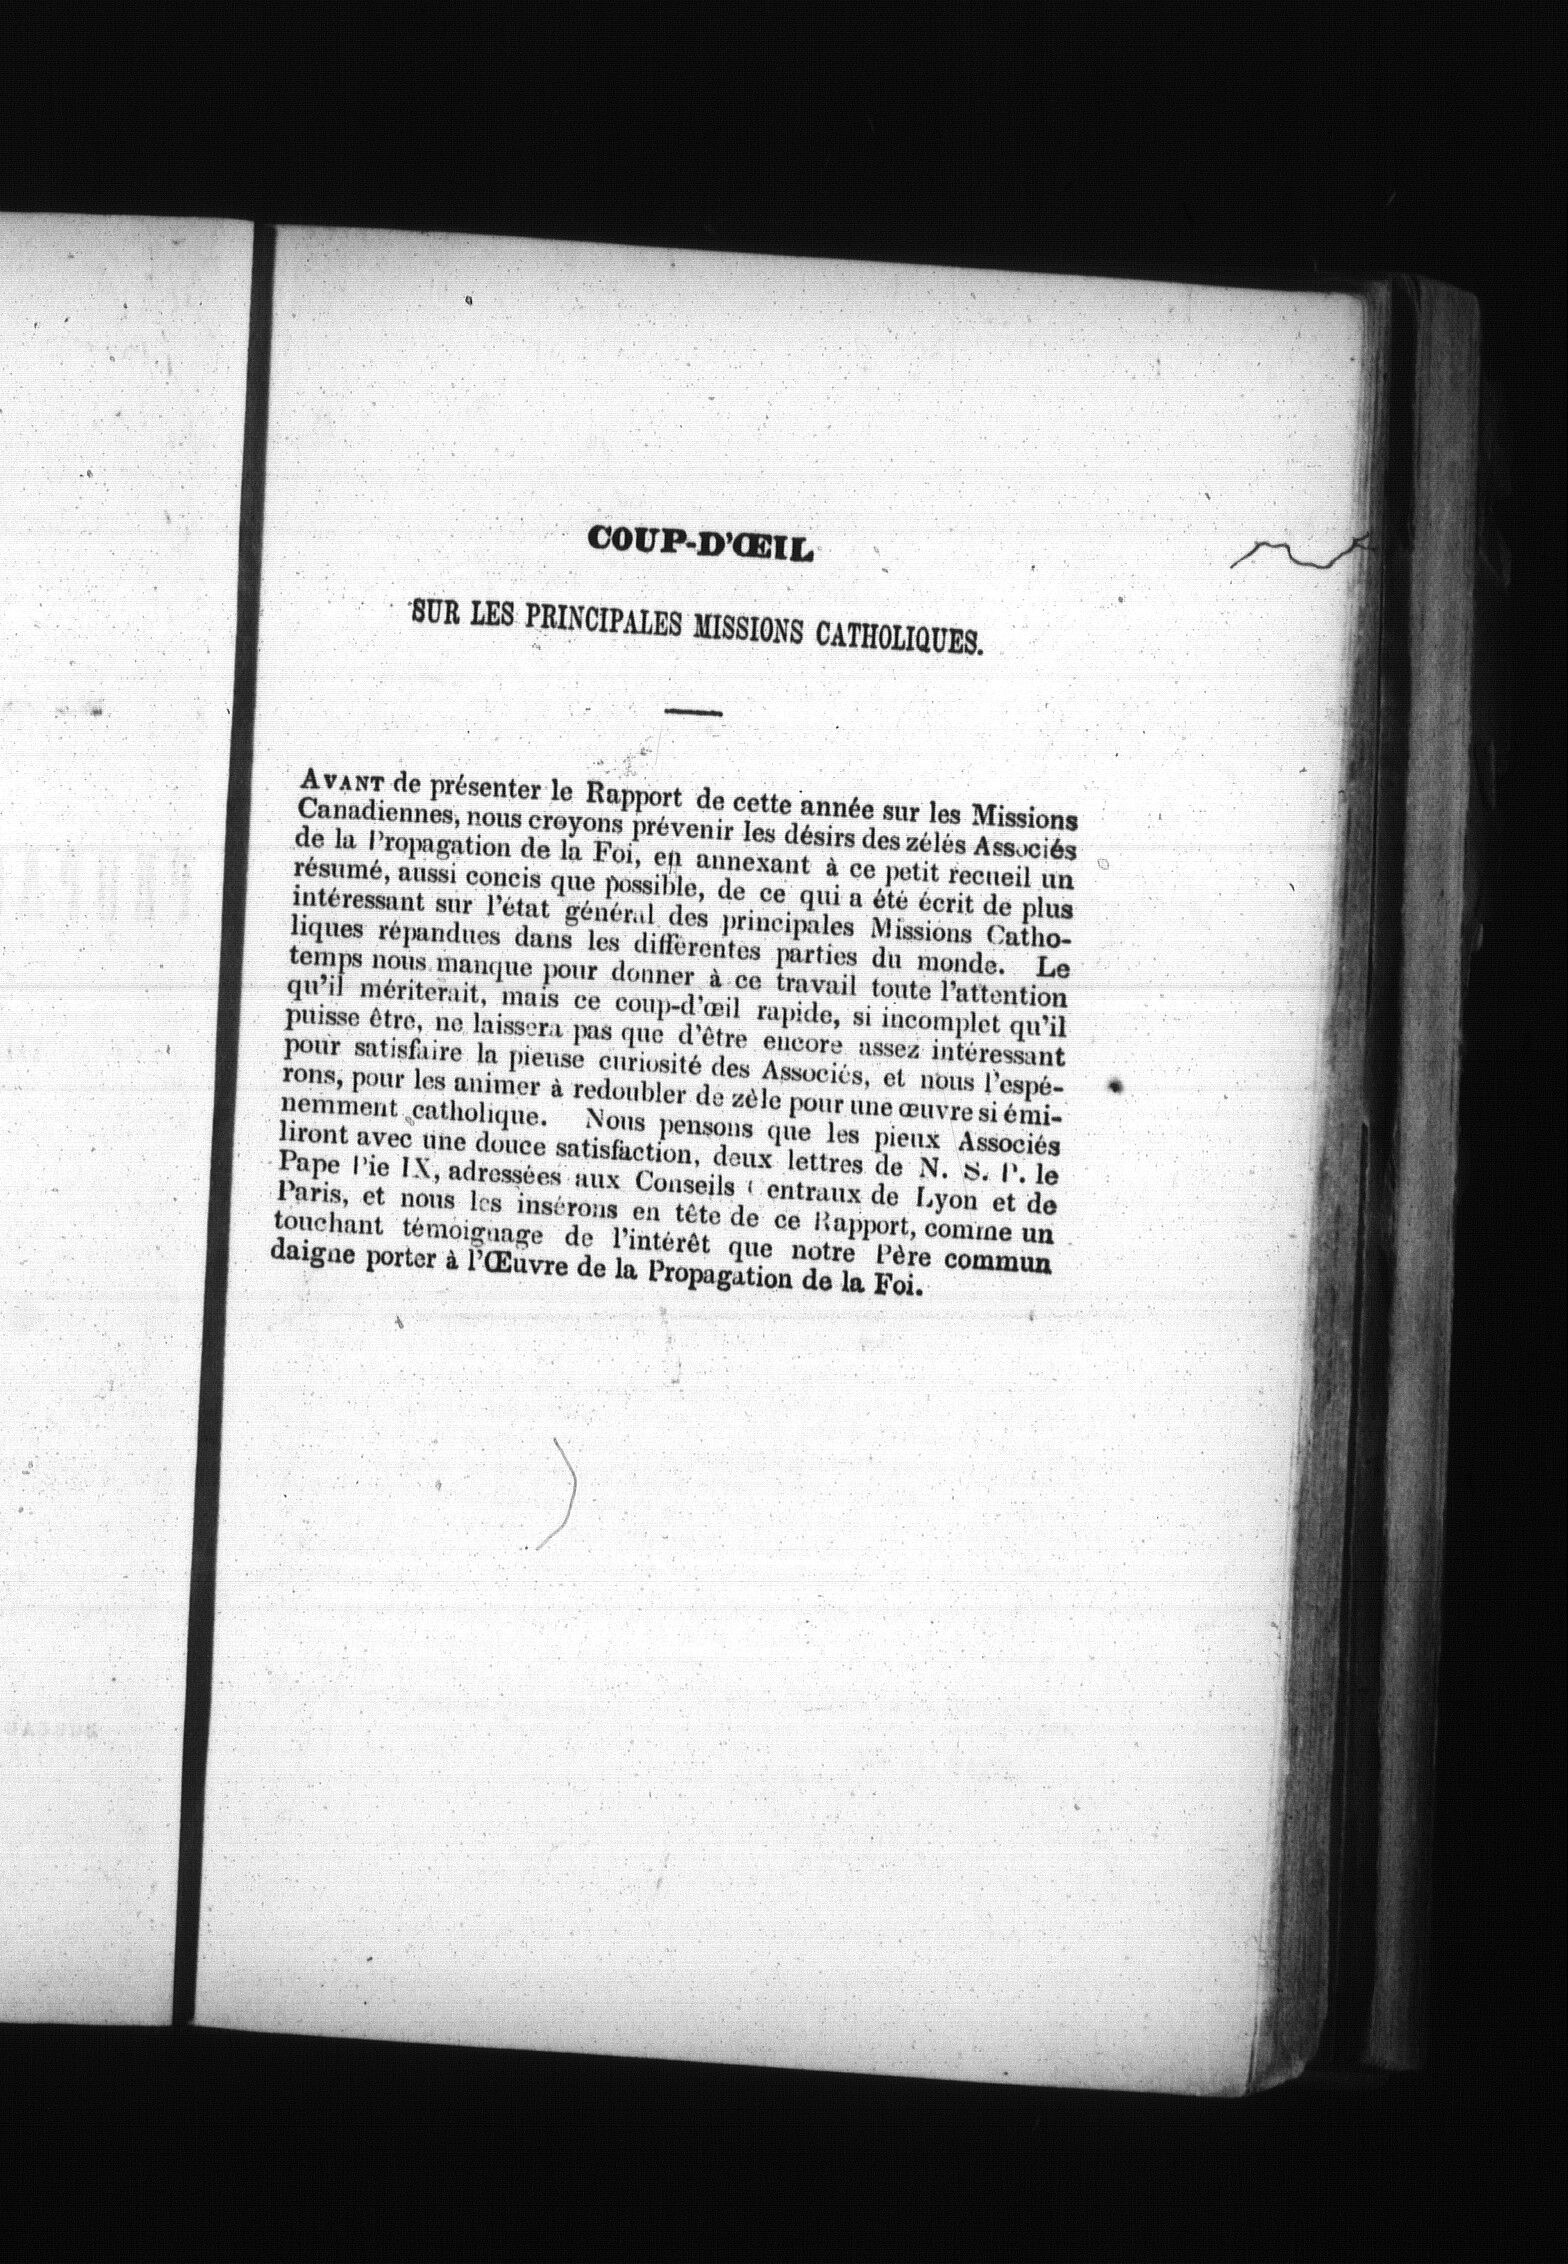 COUP-D'ŒIL
SUR LES PRINCIPALES MISSIONS CATHOLIQUES.
AVANT de présenter le Rapport de cette année sur les Missions
Canadiennes, nous croyons prévenir les désirs des zélés Associés
de la Propagation de la Foi, en annexant à ce petit recueil un
résumé, aussi concis que possible, de ce qui a été écrit de plus
intéressant sur l'état général des principales Missions Catho-
liques répandues dans les différentes parties du monde. Le
temps nous manque pour donner à ce travail toute l'attention
qu'il mériterait, mais ce coup-d'œil rapide, si incomplet qu'il
puisse être, ne laissera pas que d'être encore assez intéressant
pour satisfaire la pieuse curiosité des Associés, et nous l'espé-
rons, pour les animer à redoubler de zèle pour une œuvre si émi-
nemment catholique. Nous pensons que les pieux Associés
liront avec une douce satisfaction, deux lettres de N. S. P. le
Pape Pie IX, adressées aux Conseils Centraux de Lyon et de
Paris, et nous les insérons en tête de ce Rapport, comme un
touchant témoignage de l'intérêt que notre Père commun
daigne porter à l'Œuvre de la Propagation de la Foi.